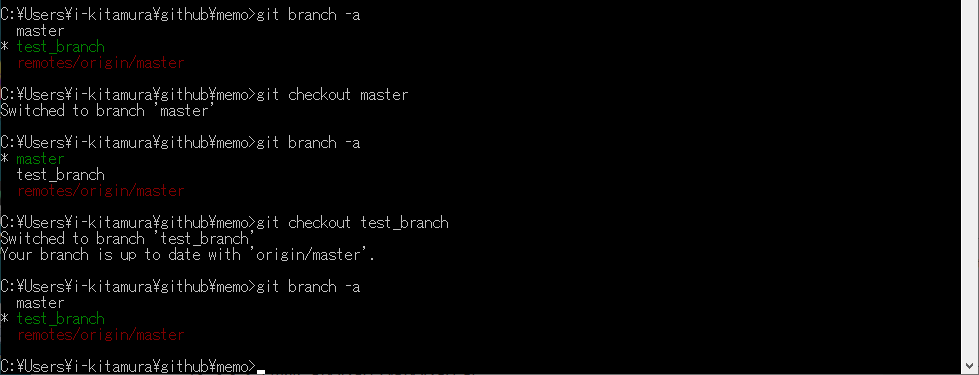 C:¥Users¥i-kitamura¥github¥memo>git branch -a
  master
* test_branch
  remotes/origin/master
C:¥Users¥i-kitamura¥github¥memo>git checkout master
Switched to branch 'master'
C:¥Users¥i-kitamura¥github¥memo>git branch -a
* master
  test_branch
  remotes/origin/master
C:¥Users¥i-kitamura¥github¥memo>git checkout test_branch
Switched to branch 'test_branch'
Your branch is up to date with 'origin/master'.
C:¥Users¥i-kitamura¥github¥memo>git branch -a
  master
* test_branch
  remotes/origin/master
C:¥Users¥i-kitamura¥github¥memo>